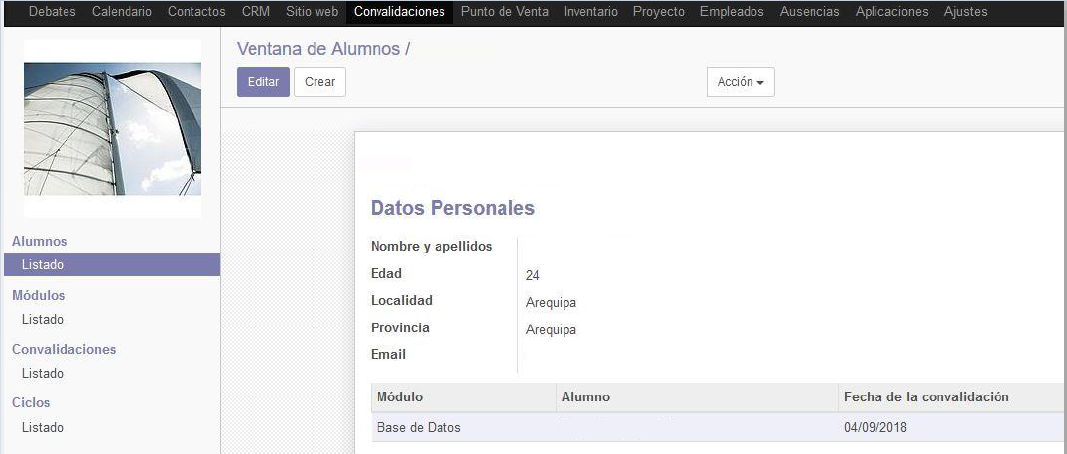 Debates Calendario Contactos CRM Sitio web Convalidaciones Punto de Venta Inventario Proyecto Empleados Ausencias Aplicaciones Ajustes
Ventana de Alumnos /
Editar Crear Acción
Datos Personales
Nombre y apellidos
Edad 24
Localidad Arequipa
Provincia Arequipa
Email
Módulo Alumno Fecha de la convalidación
Base de Datos 04/09/2018
Alumnos
Listado
Módulos
Listado
Convalidaciones
Listado
Ciclos
Listado